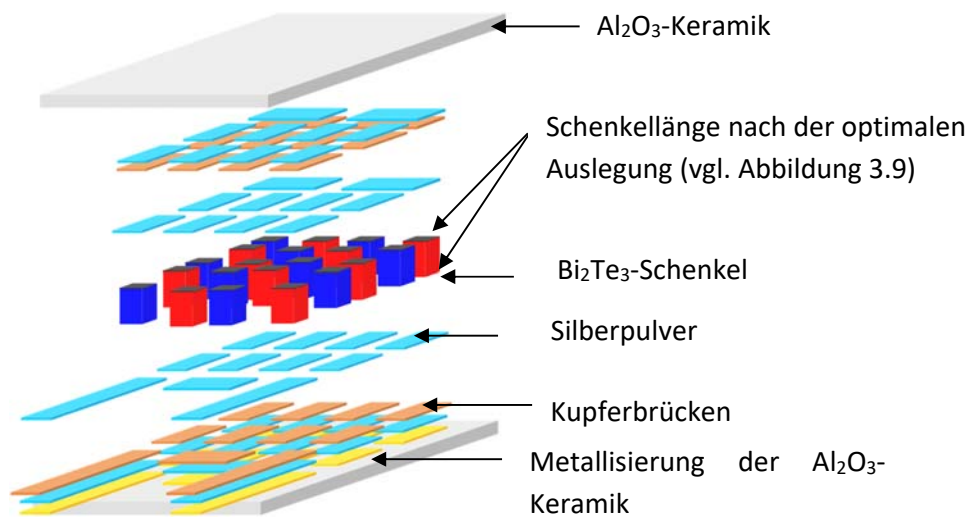 Al₂O₃-Keramik
Schenkellänge nach der optimalen
Auslegung (vgl. Abbildung 3.9)
Bi₂Te₃-Schenkel
Silberpulver
Kupferbrücken
Metallisierung der Al₂O₃-
Keramik